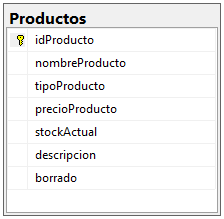 Productos
idProducto
nombreProducto
tipoProducto
precioProducto
stockActual
descripcion
borrado